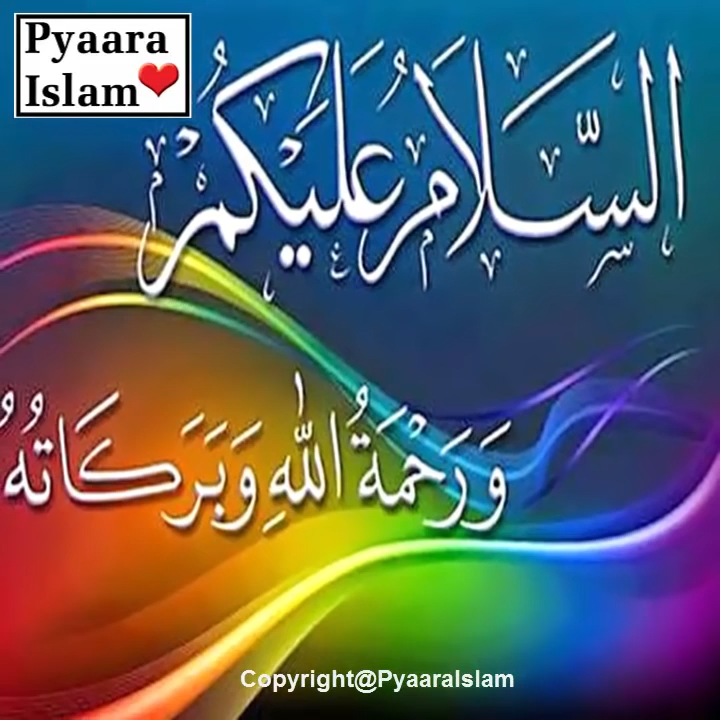 Pyaara
Islam
السَّلَامُ عَلَيْكُمْ
وَرَحْمَةُ اللهِ وَبَرَكَاتُهُ
Copyright@PyaaraIslam